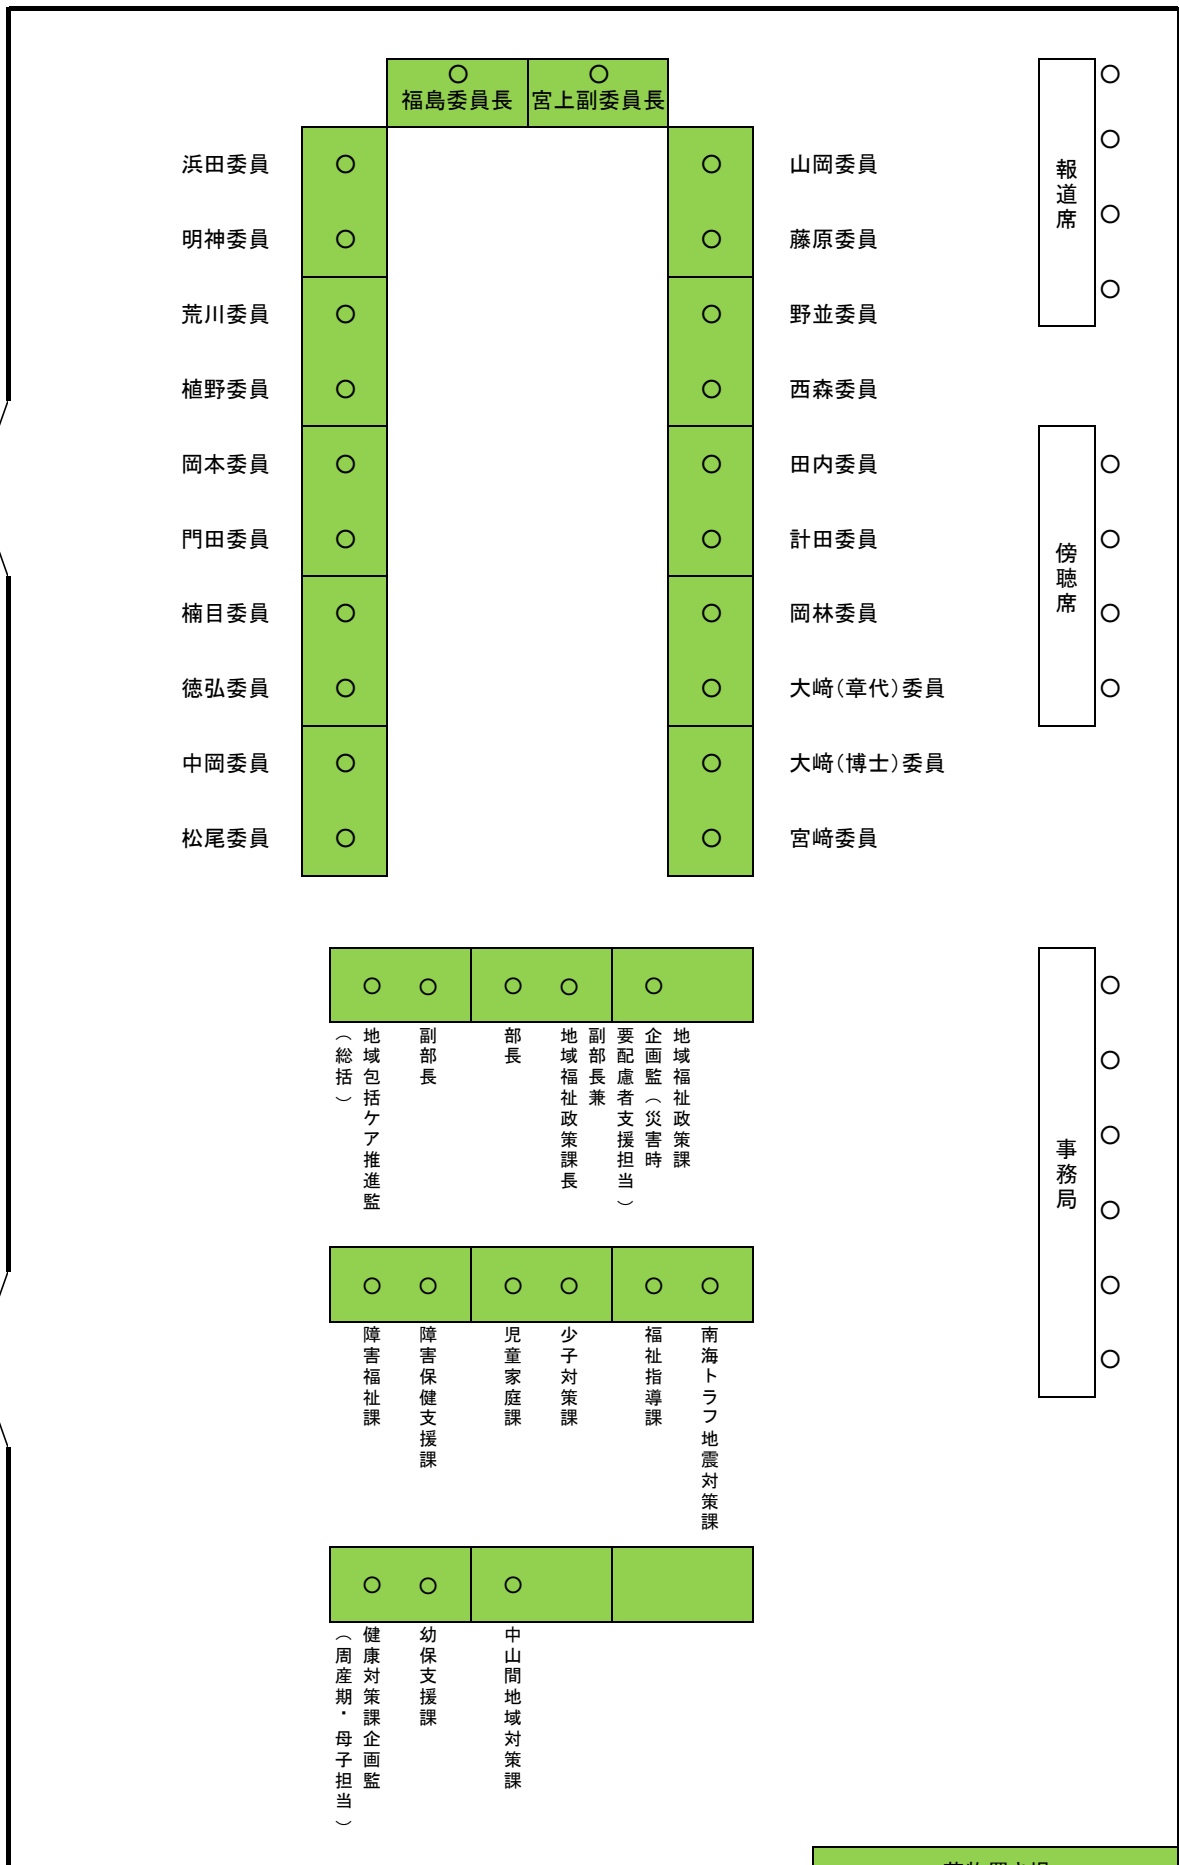 福島委員長
宮上副委員長
浜田委員
山岡委員
明神委員
藤原委員
荒川委員
野並委員
植野委員
西森委員
岡本委員
田内委員
門田委員
計田委員
楠目委員
岡林委員
徳弘委員
大﨑(章代)委員
中岡委員
大﨑(博士)委員
松尾委員
宮﨑委員
報道席
傍聴席
事務局
地域包括ケア推進監
（総括）
副部長
部長
副部長兼
地域福祉政策課長
地域福祉政策課
企画監（災害時
要配慮者支援担当）
障害福祉課
障害保健支援課
児童家庭課
少子対策課
福祉指導課
南海トラフ地震対策課
健康対策課企画監
（周産期・母子担当）
幼保支援課
中山間地域対策課